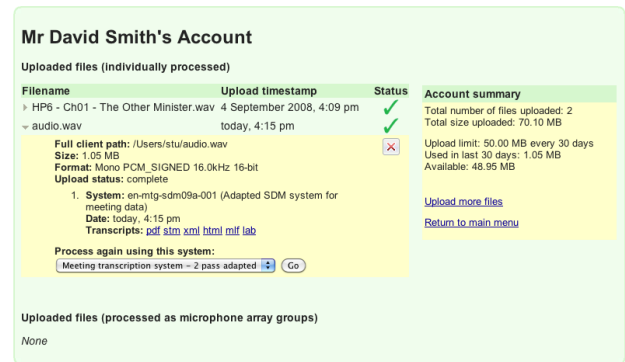 Mr David Smith's Account
Uploaded files (individually processed)
Filename Upload timestamp Status
HP6 - Ch01 - The Other Minister.wav 4 September 2008, 4:09 pm
audio.wav today, 4:15 pm
Full client path: /Users/stu/audio.wav
Size: 1.05 MB
Format: Mono PCM_SIGNED 16.0kHz 16-bit
Upload status: complete
1. System: en-mtg-sdm09a-001 (Adapted SDM system for
meeting data)
Date: today, 4:15 pm
Transcripts: pdf stm xml html mlf lab
Process again using this system:
Meeting transcription system – 2 pass adapted Go
Account summary
Total number of files uploaded: 2
Total size uploaded: 70.10 MB
Upload limit: 50.00 MB every 30 days
Used in last 30 days: 1.05 MB
Available: 48.95 MB
Upload more files
Return to main menu
Uploaded files (processed as microphone array groups)
None